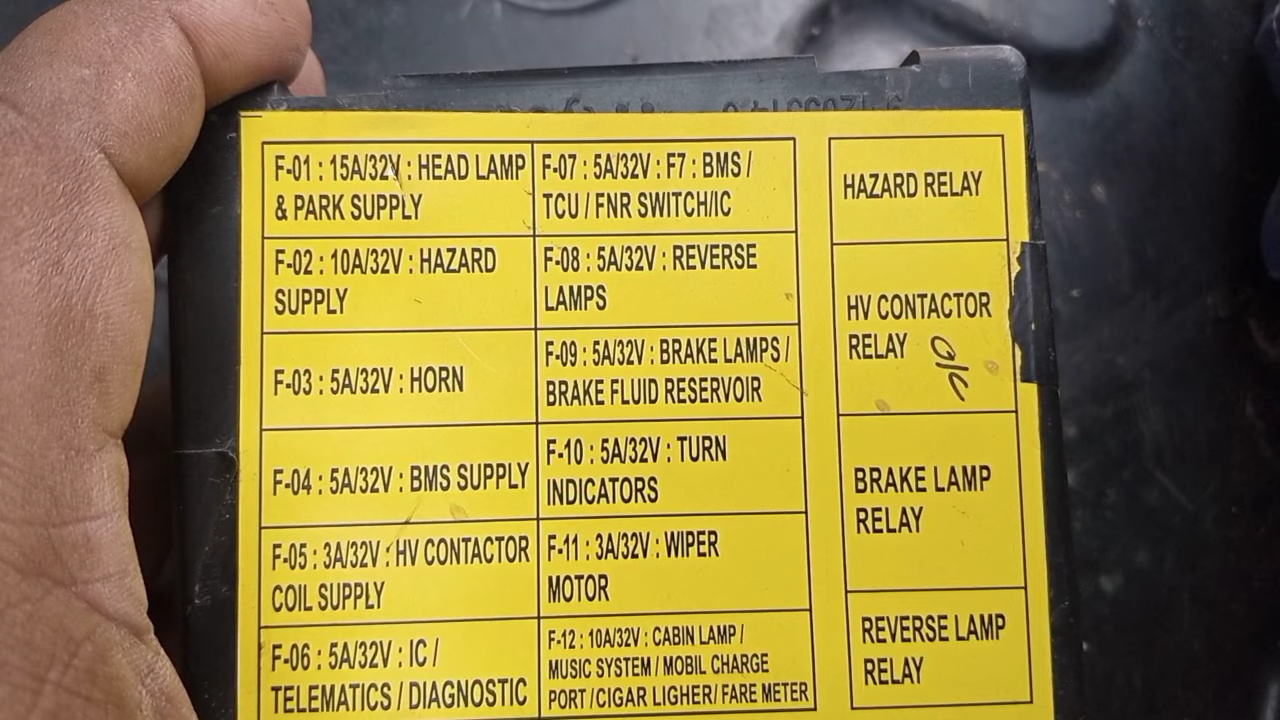 F-01 : 15A/32V : HEAD LAMP
& PARK SUPPLY
F-02 : 10A/32V : HAZARD
SUPPLY
F-03 : 5A/32V : HORN
F-04 : 5A/32V : BMS SUPPLY
F-05 : 3A/32V : HV CONTACTOR
COIL SUPPLY
F-06 : 5A/32V : IC /
TELEMATICS / DIAGNOSTIC
F-07 : 5A/32V : F7 : BMS /
TCU / FNR SWITCH/IC
F-08 : 5A/32V : REVERSE
LAMPS
F-09 : 5A/32V : BRAKE LAMPS /
BRAKE FLUID RESERVOIR
F-10 : 5A/32V : TURN
INDICATORS
F-11 : 3A/32V : WIPER
MOTOR
F-12 : 10A/32V : CABIN LAMP /
MUSIC SYSTEM / MOBIL CHARGE
PORT / CIGAR LIGHER/ FARE METER
HAZARD RELAY
HV CONTACTOR
RELAY
O/C
BRAKE LAMP
RELAY
REVERSE LAMP
RELAY